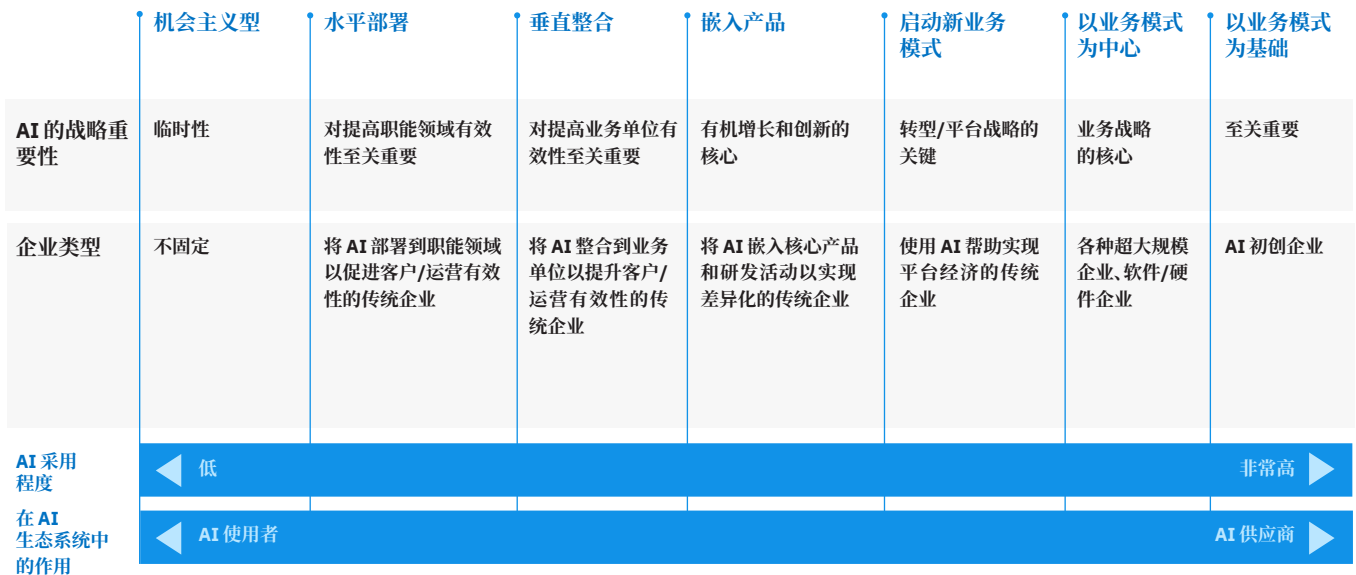 机会主义型
水平部署
垂直整合
嵌入产品
启动新业务
模式
以业务模式
为中心
以业务模式
为基础
AI 的战略重
要性
临时性
对提高职能领域有效
性至关重要
对提高业务单位有
效性至关重要
有机增长和创新的
核心
转型/平台战略的
关键
业务战略
的核心
至关重要
企业类型
不固定
将 AI 部署到职能领域
以促进客户/运营有效
性的传统企业
将 AI 整合到业务
单位以提升客户/
运营有效性的传
统企业
将 AI 嵌入核心产品
和研发活动以实现
差异化的传统企业
使用 AI 帮助实现
平台经济的传统
企业
各种超大规模
企业、软件/硬
件企业
AI 初创企业
AI 采用
程度
低
非常高
在 AI
生态系统中
的作用
AI 使用者
AI 供应商